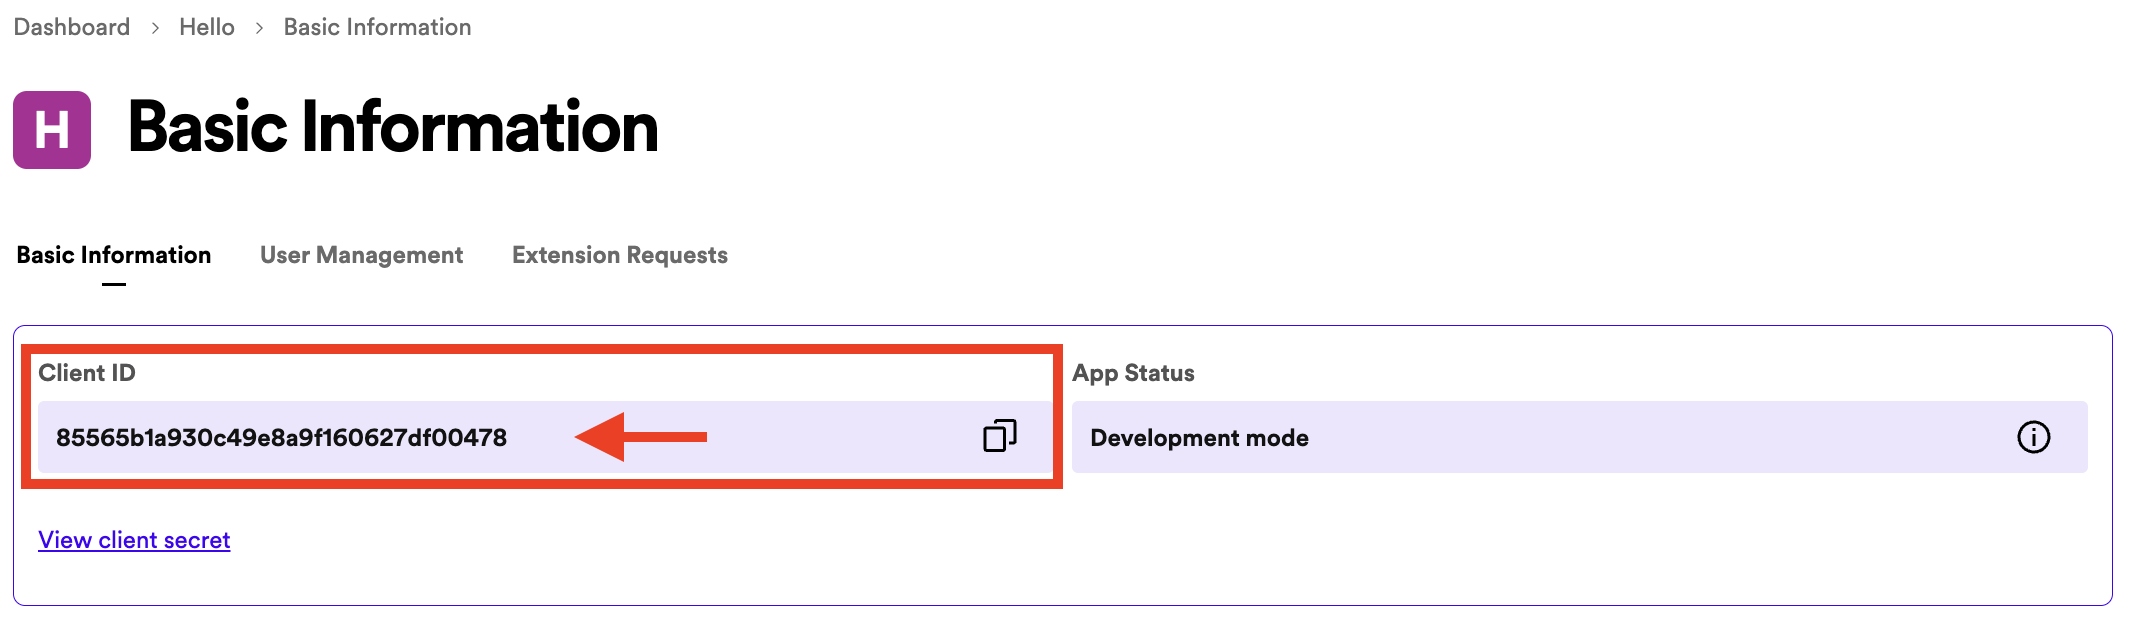 Dashboard > Hello > Basic Information
H Basic Information
Basic Information User Management Extension Requests
Client ID App Status
85565b1a930c49e8a9f160627df00478 Development mode
View client secret